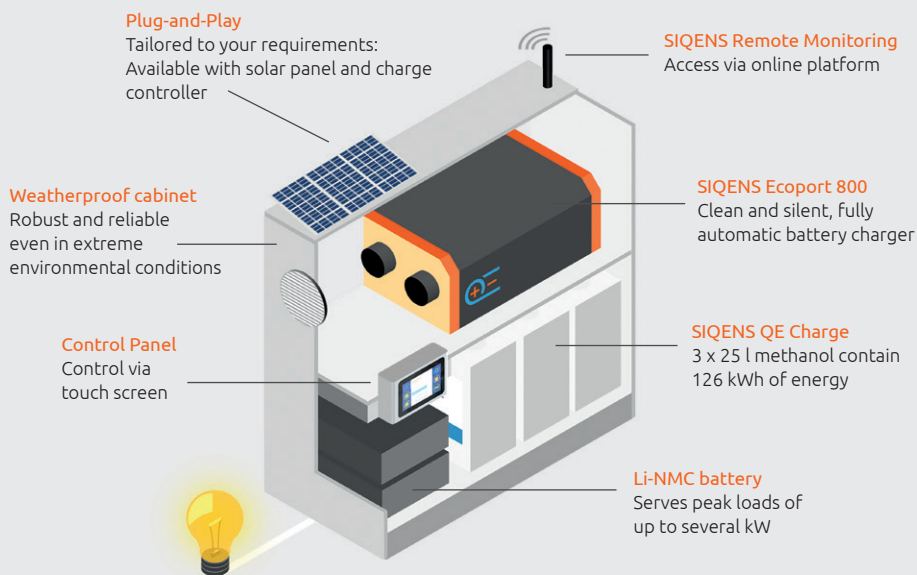 Plug-and-Play
Tailored to your requirements:
Available with solar panel and charge
controller
SIQENS Remote Monitoring
Access via online platform
Weatherproof cabinet
Robust and reliable
even in extreme
environmental conditions
SIQENS Ecoport 800
Clean and silent, fully
automatic battery charger
Control Panel
Control via
touch screen
SIQENS QE Charge
3 x 25 l methanol contain
126 kWh of energy
Li-NMC battery
Serves peak loads of
up to several kW